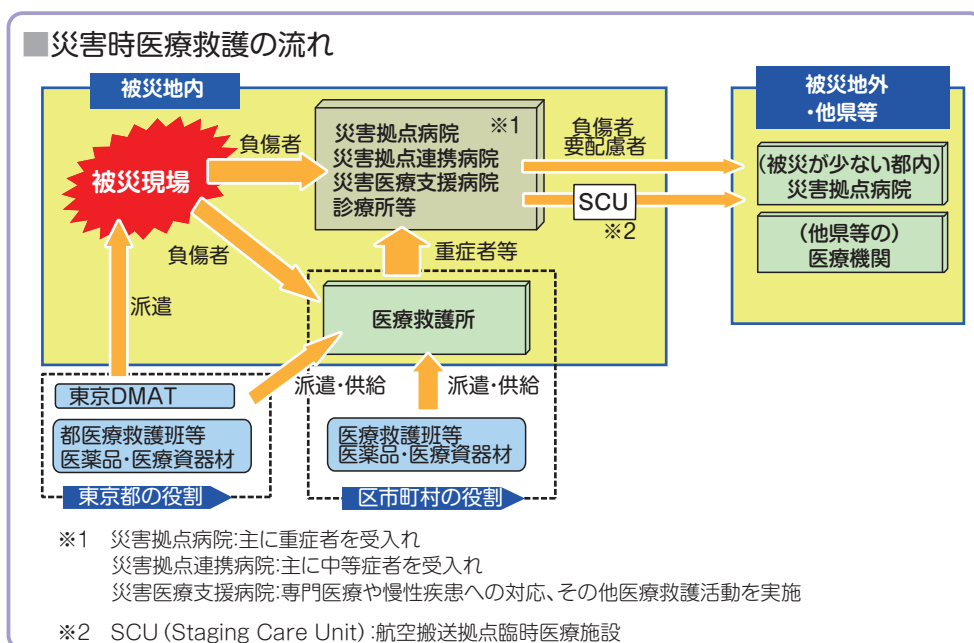 ■災害時医療救護の流れ
被災地内
被災地外
・他県等
被災現場
負傷者
災害拠点病院 ※1
災害拠点連携病院
災害医療支援病院
診療所等
負傷者
要配慮者
SCU
※2
(被災が少ない都内)
災害拠点病院
(他県等の)
医療機関
負傷者
重症者等
派遣
医療救護所
派遣・供給
派遣・供給
東京DMAT
都医療救護班等
医薬品・医療資器材
東京都の役割
医療救護班等
医薬品・医療資器材
区市町村の役割
※1 災害拠点病院:主に重症者を受入れ
災害拠点連携病院:主に中等症者を受入れ
災害医療支援病院:専門医療や慢性疾患への対応、その他医療救護活動を実施
※2 SCU(Staging Care Unit):航空搬送拠点臨時医療施設